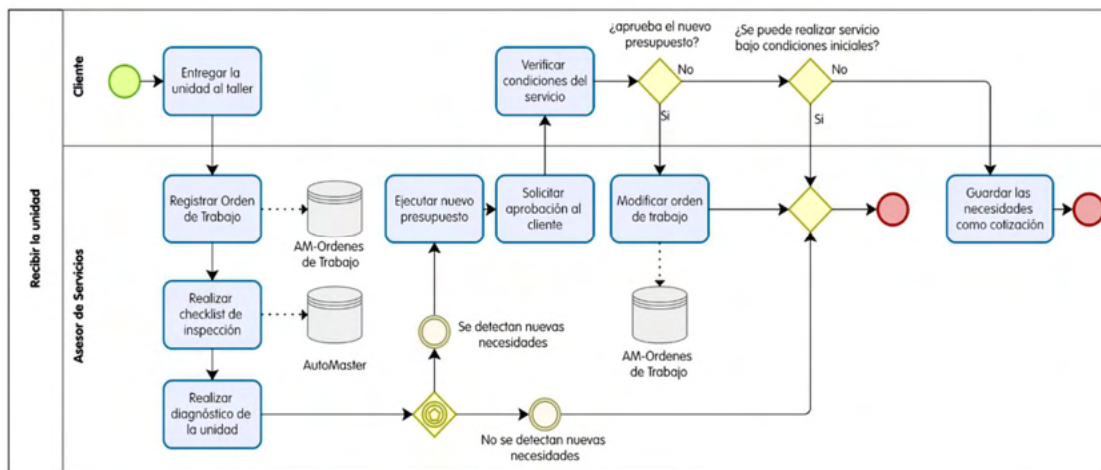 Recibir la unidad
Cliente
Entregar la
unidad al taller
Verificar
condiciones del
servicio
¿aprueba el nuevo
presupuesto?
No
Si
¿Se puede realizar servicio
bajo condiciones iniciales?
No
Si
Asesor de Servicios
Registrar Orden
de Trabajo
AM-Ordenes
de Trabajo
Realizar
checklist de
inspección
AutoMaster
Realizar
diagnóstico de
la unidad
Ejecutar nuevo
presupuesto
Solicitar
aprobación al
cliente
Se detectan nuevas
necesidades
No se detectan nuevas
necesidades
Modificar orden
de trabajo
AM-Ordenes
de Trabajo
Guardar las
necesidades
como cotización